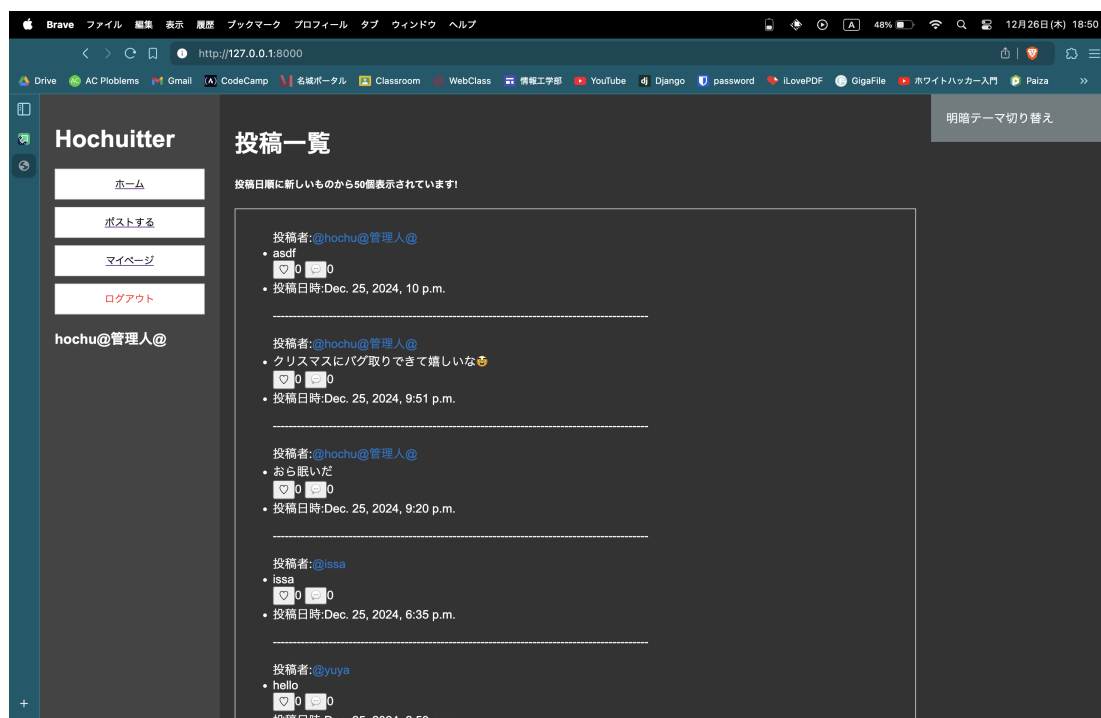 Brave ファイル 編集 表示 履歴 ブックマーク プロフィール タブ ウィンドウ ヘルプ A 48% 12月26日(木) 18:50
http://127.0.0.1:8000
Drive AC Ploblems Gmail CodeCamp 名城ポータル Classroom WebClass 情報工学部 YouTube dj Django password iLovePDF GigaFile ホワイトハッカー入門 Paiza »
明暗テーマ切り替え
Hochuitter
ホーム
ポストする
マイページ
ログアウト
hochu@管理人@
投稿一覧
投稿日順に新しいものから50個表示されています!
投稿者:@hochu@管理人@
• asdf
♡ 0 💬 0
• 投稿日時:Dec. 25, 2024, 10 p.m.
---------------------------------------------------------------------------------------------
投稿者:@hochu@管理人@
• クリスマスにバグ取りできて嬉しいな🤣
♡ 0 💬 0
• 投稿日時:Dec. 25, 2024, 9:51 p.m.
---------------------------------------------------------------------------------------------
投稿者:@hochu@管理人@
• おら眠いだ
♡ 0 💬 0
• 投稿日時:Dec. 25, 2024, 9:20 p.m.
---------------------------------------------------------------------------------------------
投稿者:@issa
• issa
♡ 0 💬 0
• 投稿日時:Dec. 25, 2024, 6:35 p.m.
---------------------------------------------------------------------------------------------
投稿者:@yuya
• hello
♡ 0 💬 0